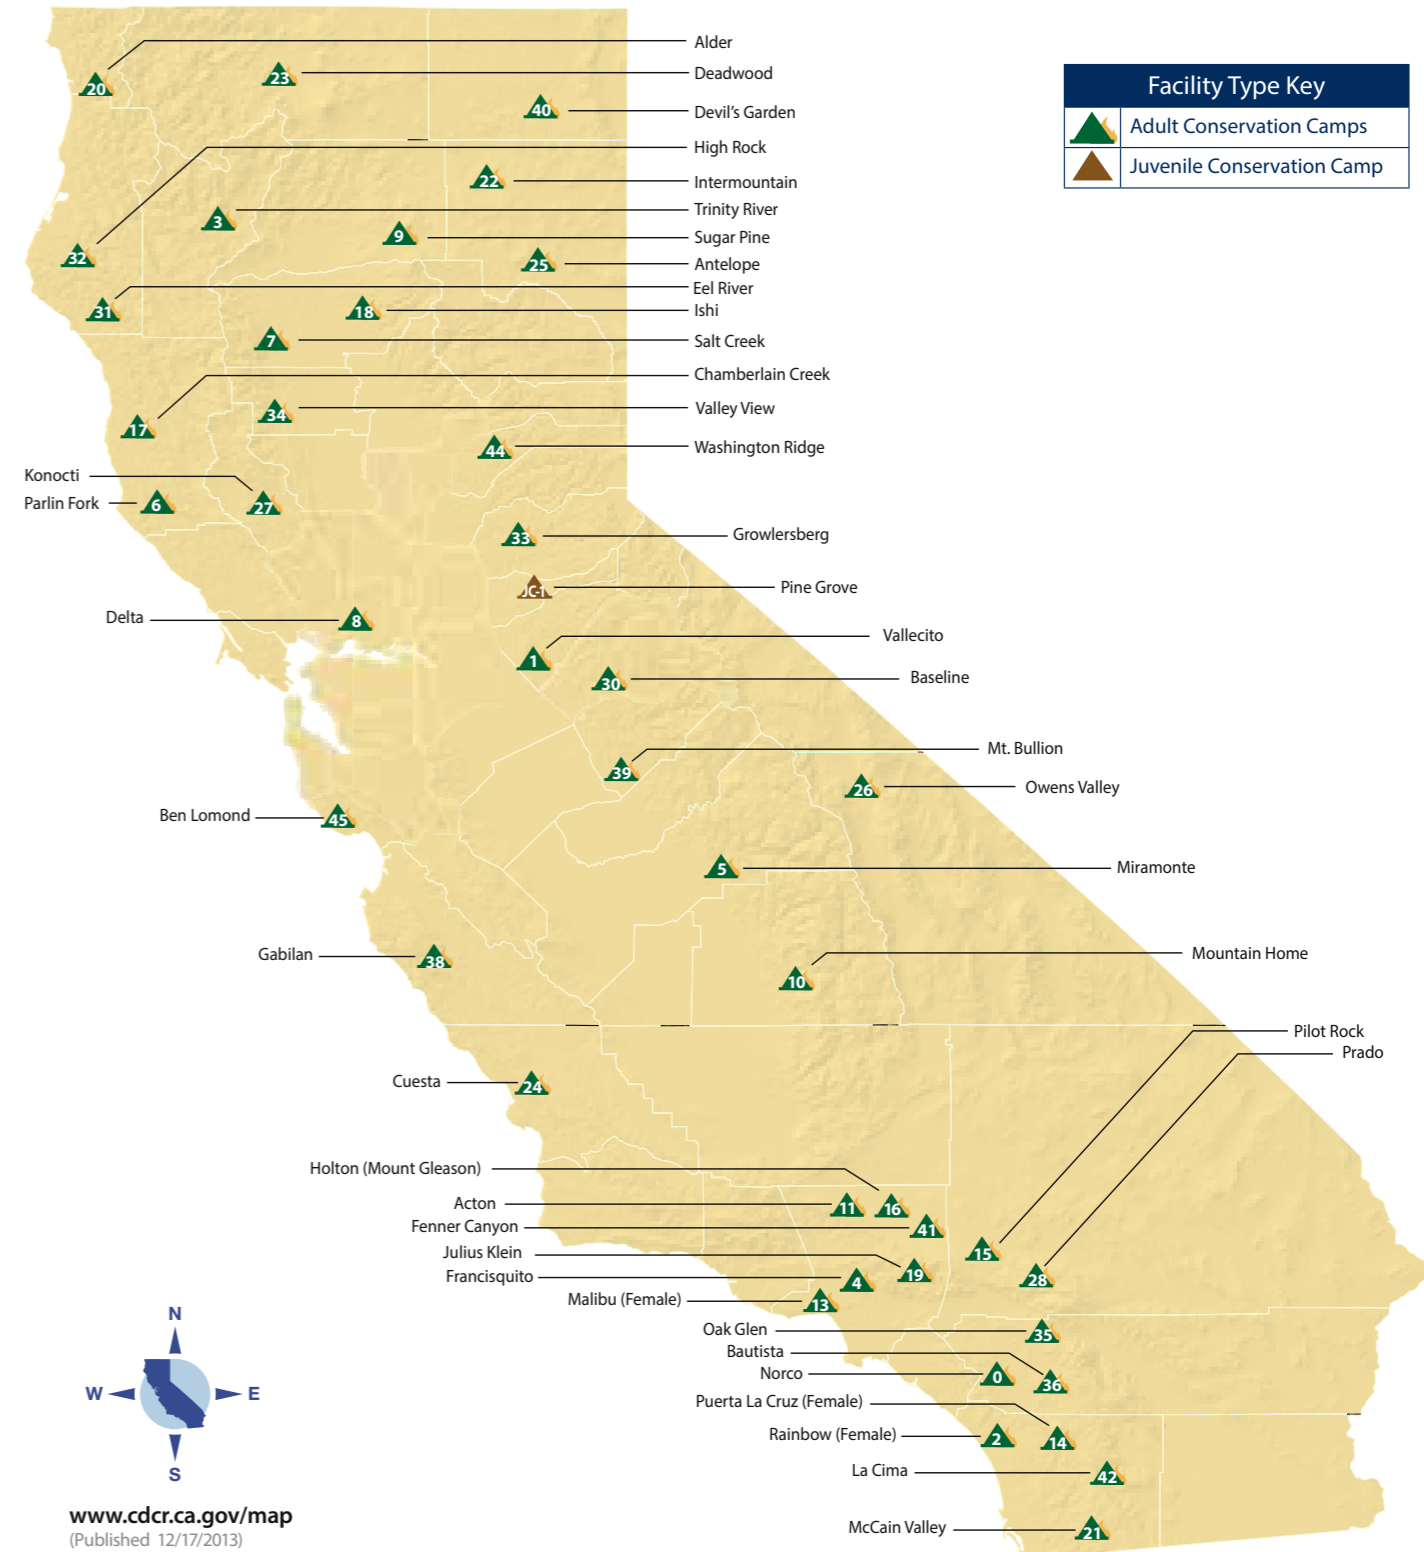 Alder
20
23
Deadwood
40
Devil's Garden
Facility Type Key
Adult Conservation Camps
Juvenile Conservation Camp
High Rock
22
Intermountain
3
Trinity River
9
Sugar Pine
32
25
Antelope
Eel River
31
18
Ishi
7
Salt Creek
Chamberlain Creek
17
34
Valley View
44
Washington Ridge
Konocti
27
Parlin Fork
6
33
Growlersberg
JC-1
Pine Grove
Delta
8
Vallecito
1
30
Baseline
Mt. Bullion
39
26
Owens Valley
Ben Lomond
45
5
Miramonte
Gabilan
38
Mountain Home
10
Pilot Rock
Prado
Cuesta
24
Holton (Mount Gleason)
Acton
11
16
Fenner Canyon
41
Julius Klein
19
15
Francisquito
4
28
Malibu (Female)
13
Oak Glen
35
Bautista
Norco
0
36
Puerta La Cruz (Female)
Rainbow (Female)
2
14
La Cima
42
McCain Valley
21
N
W
E
S
www.cdcr.ca.gov/map
(Published 12/17/2013)